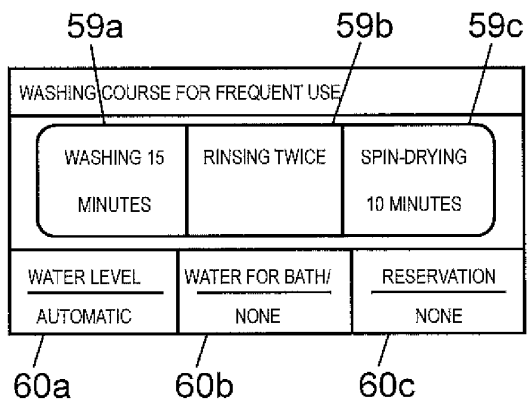 59a 59b 59c
WASHING COURSE FOR FREQUENT USE
WASHING 15 RINSING TWICE SPIN-DRYING
MINUTES 10 MINUTES
WATER LEVEL WATER FOR BATH/ RESERVATION
AUTOMATIC NONE NONE
60a 60b 60c